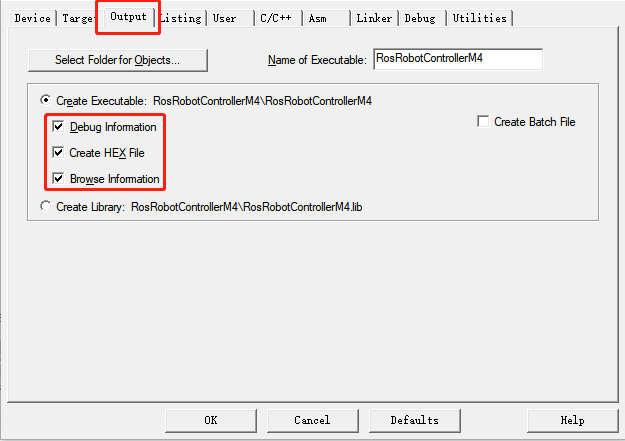 Device Target Output Listing User C/C++ Asm Linker Debug Utilities
Select Folder for Objects... Name of Executable: RosRobotControllerM4
Create Executable: RosRobotControllerM4\RosRobotControllerM4
Debug Information Create Batch File
Create HEX File
Browse Information
Create Library: RosRobotControllerM4\RosRobotControllerM4.lib
OK Cancel Defaults Help